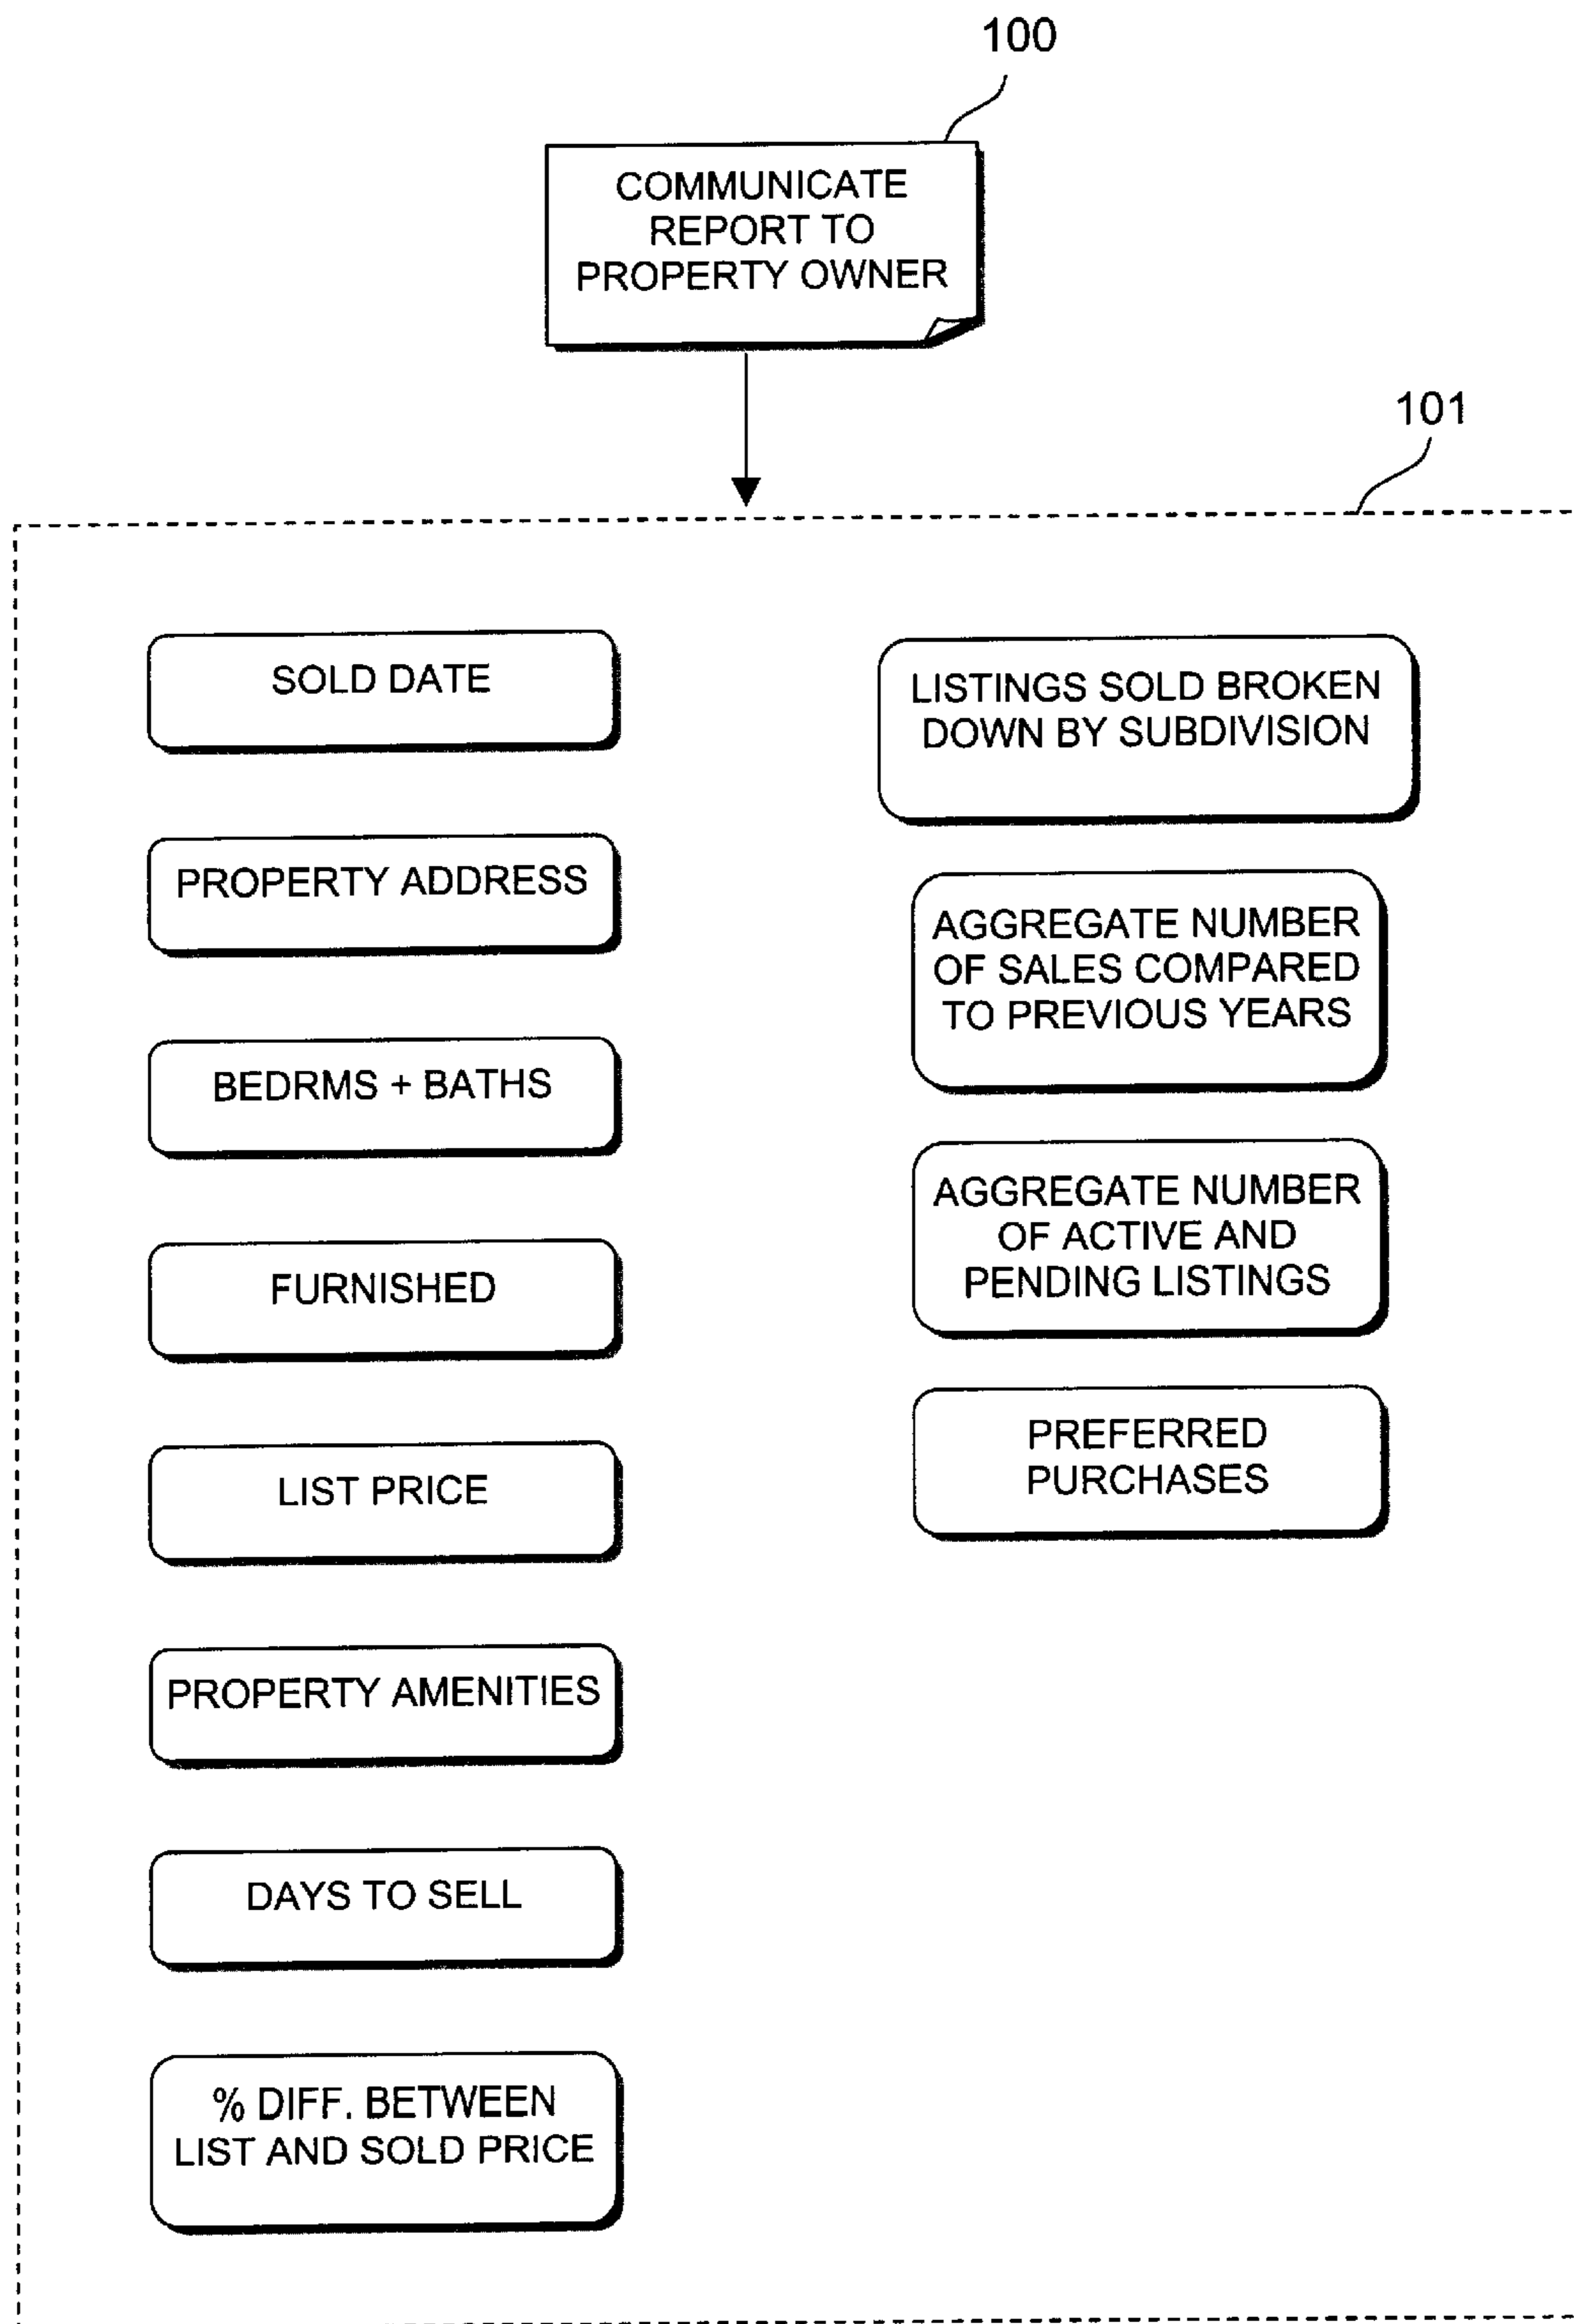 100
COMMUNICATE
REPORT TO
PROPERTY OWNER
101
SOLD DATE
PROPERTY ADDRESS
BEDRMS + BATHS
FURNISHED
LIST PRICE
PROPERTY AMENITIES
DAYS TO SELL
% DIFF. BETWEEN
LIST AND SOLD PRICE
LISTINGS SOLD BROKEN
DOWN BY SUBDIVISION
AGGREGATE NUMBER
OF SALES COMPARED
TO PREVIOUS YEARS
AGGREGATE NUMBER
OF ACTIVE AND
PENDING LISTINGS
PREFERRED
PURCHASES